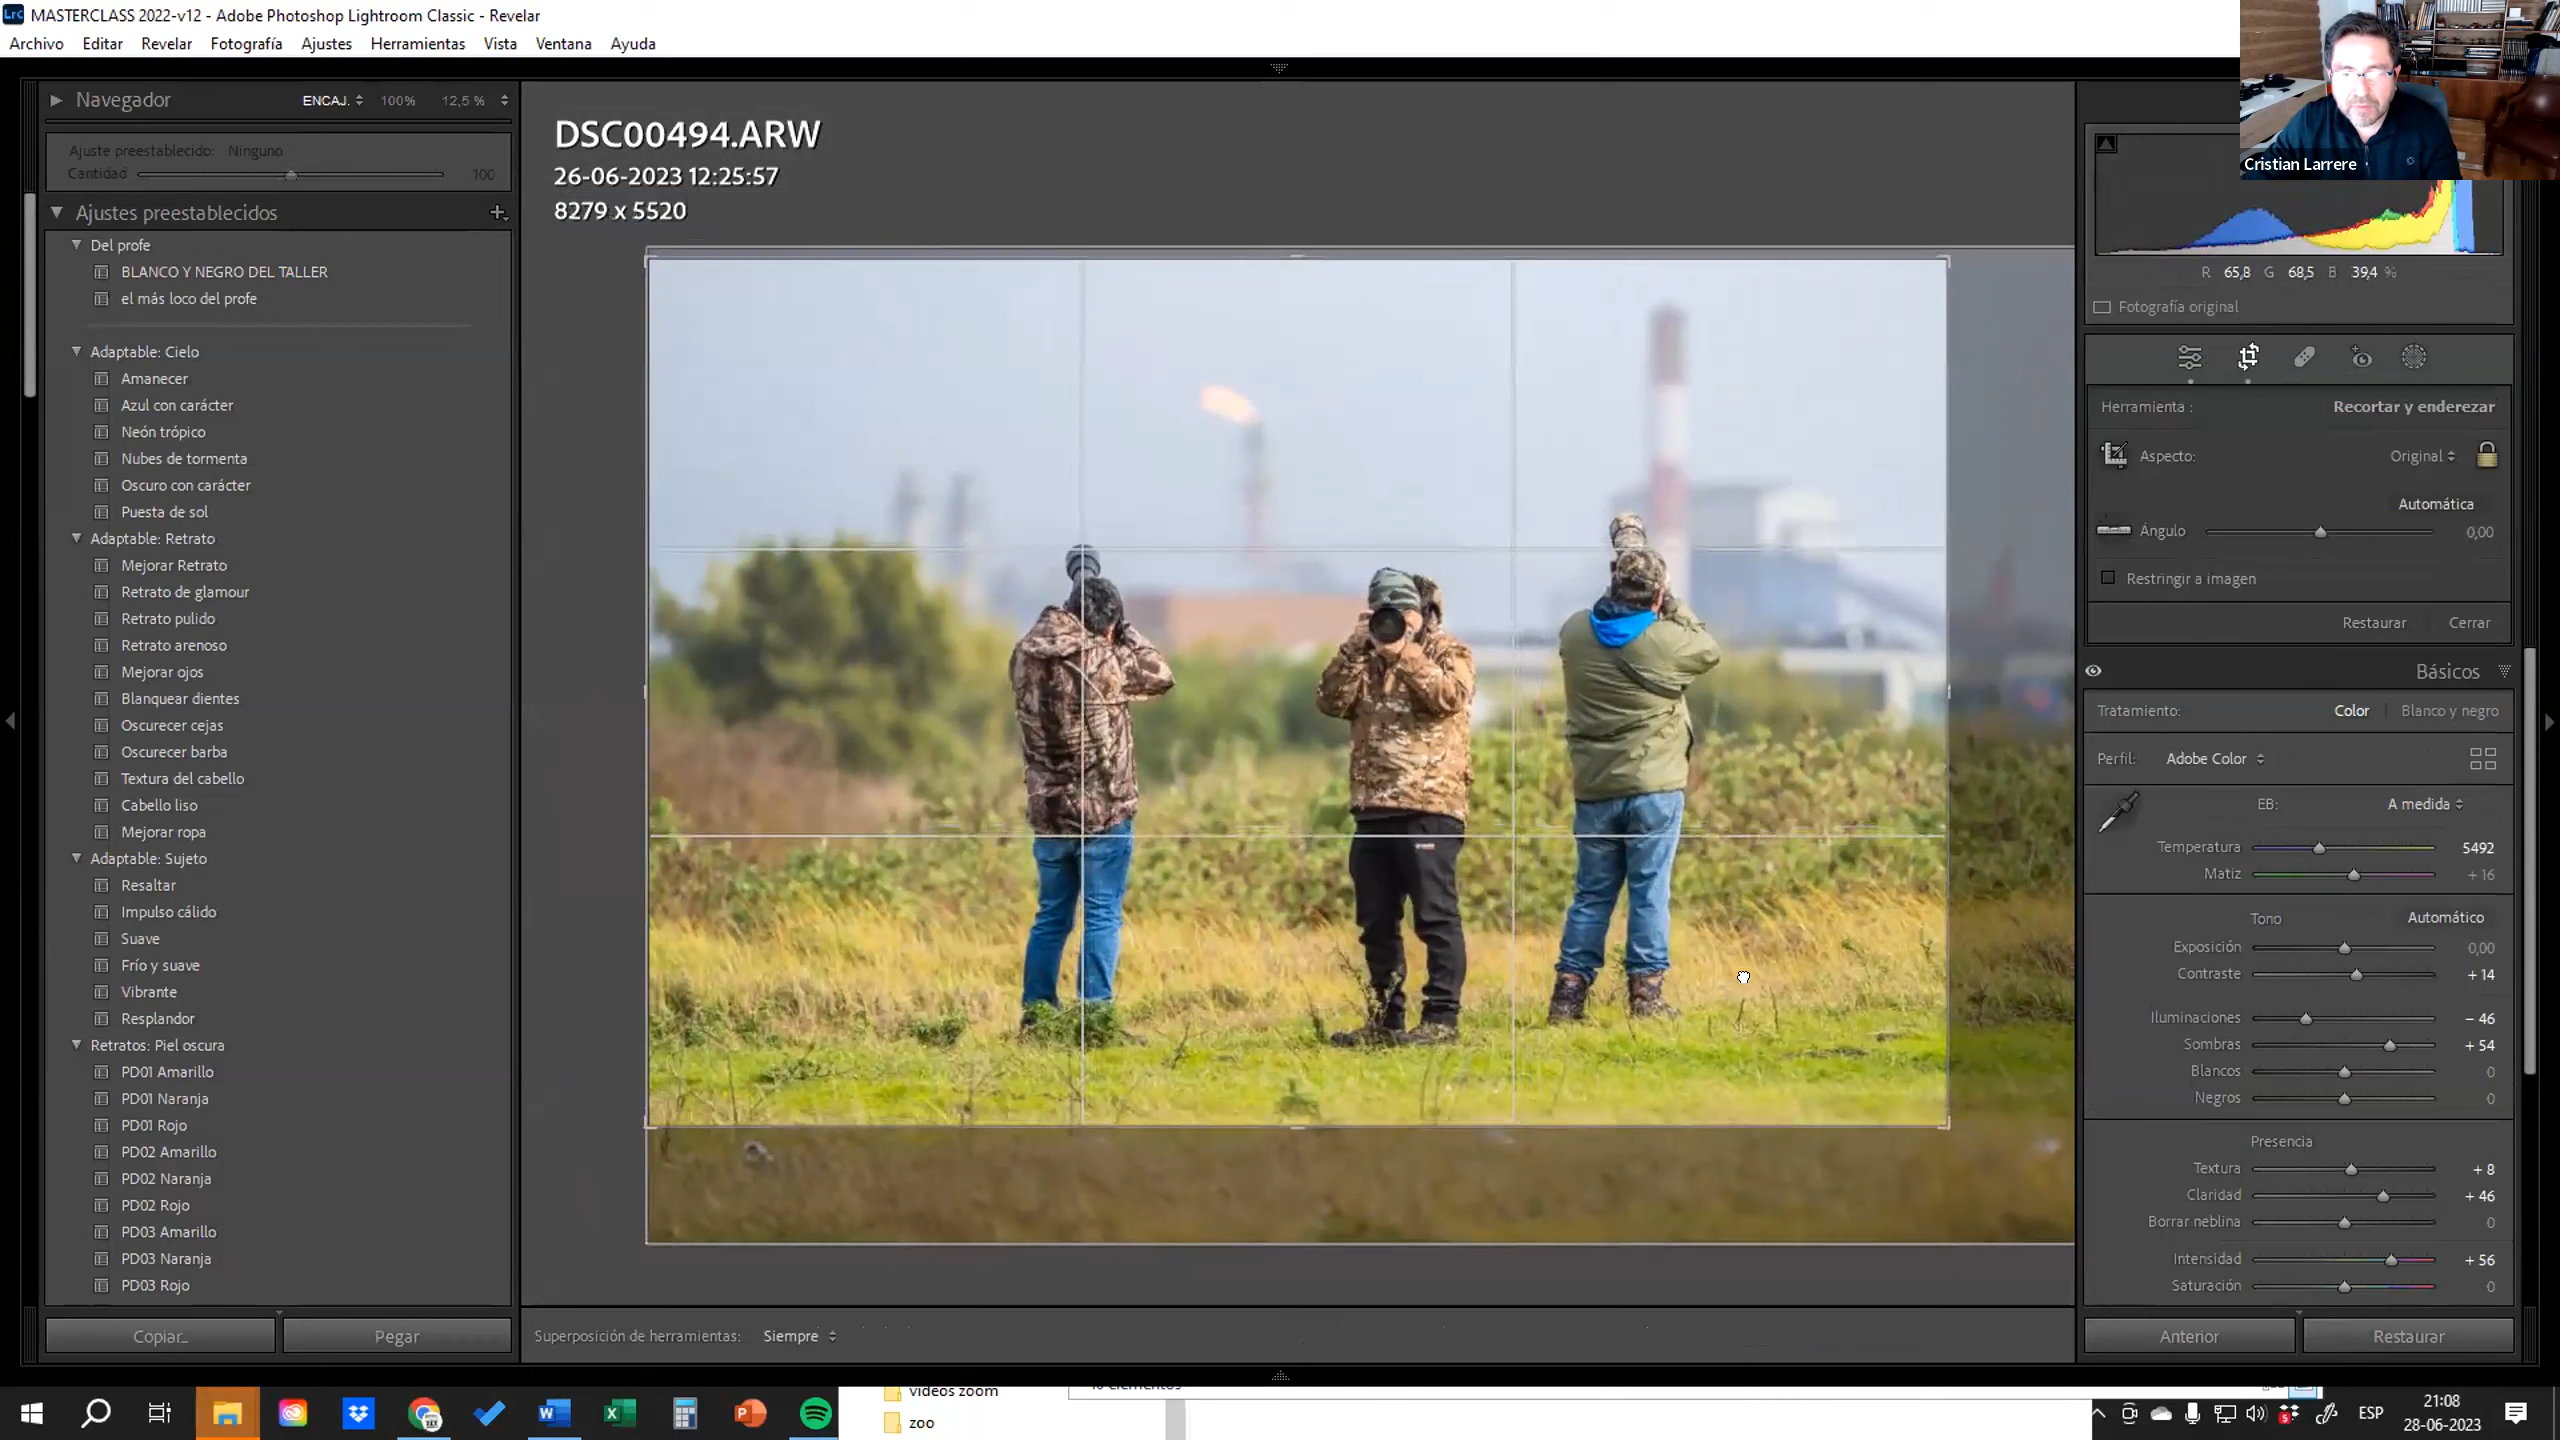 MASTERCLASS 2022-v12 - Adobe Photoshop Lightroom Classic - Revelar
Archivo Editar Revelar Fotografía Ajustes Herramientas Vista Ventana Ayuda
Navegador ENCAJ. 100% 12,5 %
Ajuste preestablecido: Ninguno
Cantidad 100
Ajustes preestablecidos
Del profe
BLANCO Y NEGRO DEL TALLER
el más loco del profe
Adaptable: Cielo
Amanecer
Azul con carácter
Neón trópico
Nubes de tormenta
Oscuro con carácter
Puesta de sol
Adaptable: Retrato
Mejorar Retrato
Retrato de glamour
Retrato pulido
Retrato arenoso
Mejorar ojos
Blanquear dientes
Oscurecer cejas
Oscurecer barba
Textura del cabello
Cabello liso
Mejorar ropa
Adaptable: Sujeto
Resaltar
Impulso cálido
Suave
Frío y suave
Vibrante
Resplandor
Retratos: Piel oscura
PD01 Amarillo
PD01 Naranja
PD01 Rojo
PD02 Amarillo
PD02 Naranja
PD02 Rojo
PD03 Amarillo
PD03 Naranja
PD03 Rojo
Copiar... Pegar
DSC00494.ARW
26-06-2023 12:25:57
8279 x 5520
Superposición de herramientas: Siempre
Cristian Larrere
R 65,8 G 68,5 B 39,4 %
Fotografía original
Herramienta : Recortar y enderezar
Aspecto: Original
Automática
Ángulo 0,00
Restringir a imagen
Restaurar Cerrar
Básicos
Tratamiento: Color Blanco y negro
Perfil: Adobe Color
EB: A medida
Temperatura 5492
Matiz + 16
Tono Automático
Exposición 0,00
Contraste + 14
Iluminaciones − 46
Sombras + 54
Blancos 0
Negros 0
Presencia
Textura + 8
Claridad + 46
Borrar neblina 0
Intensidad + 56
Saturación 0
Anterior Restaurar
videos zoom
zoo
ESP
21:08
28-06-2023